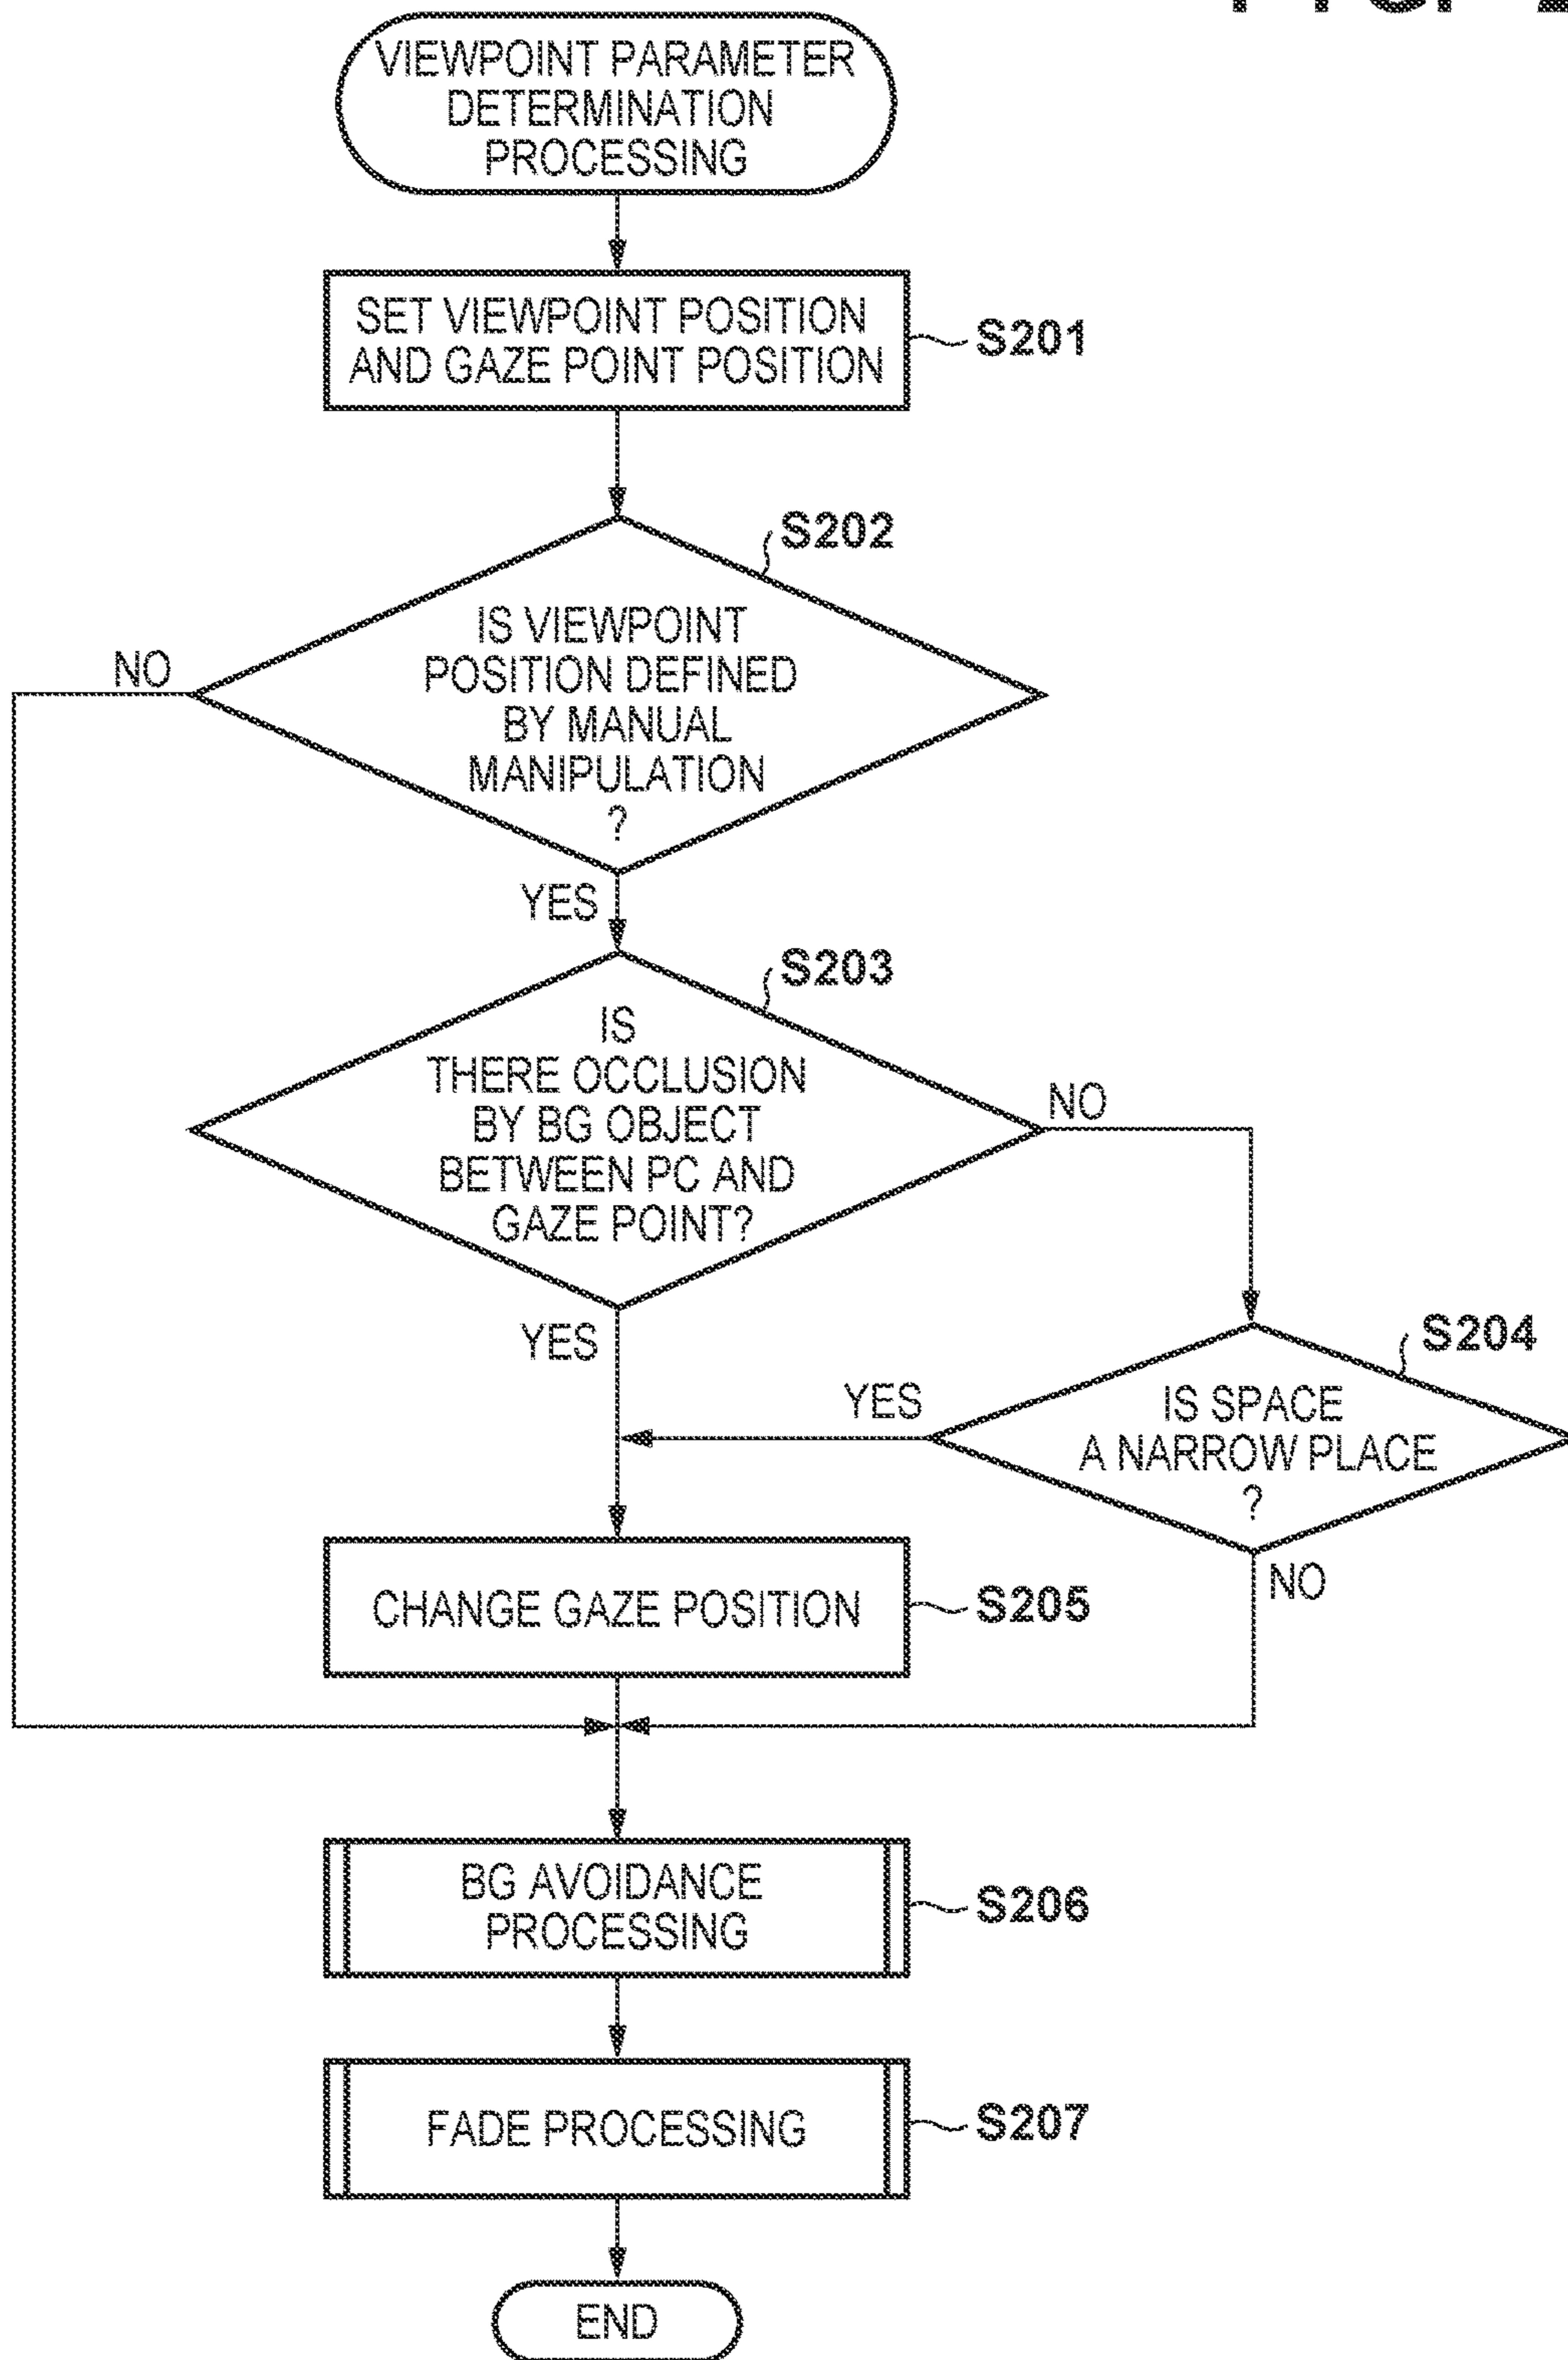 VIEWPOINT PARAMETER
DETERMINATION
PROCESSING
SET VIEWPOINT POSITION
AND GAZE POINT POSITION
S201
S202
IS VIEWPOINT
POSITION DEFINED
BY MANUAL
MANIPULATION
?
NO
YES
S203
IS
THERE OCCLUSION
BY BG OBJECT
BETWEEN PC AND
GAZE POINT?
NO
YES
S204
IS SPACE
A NARROW PLACE
?
YES
NO
CHANGE GAZE POSITION
S205
BG AVOIDANCE
PROCESSING
S206
FADE PROCESSING
S207
END